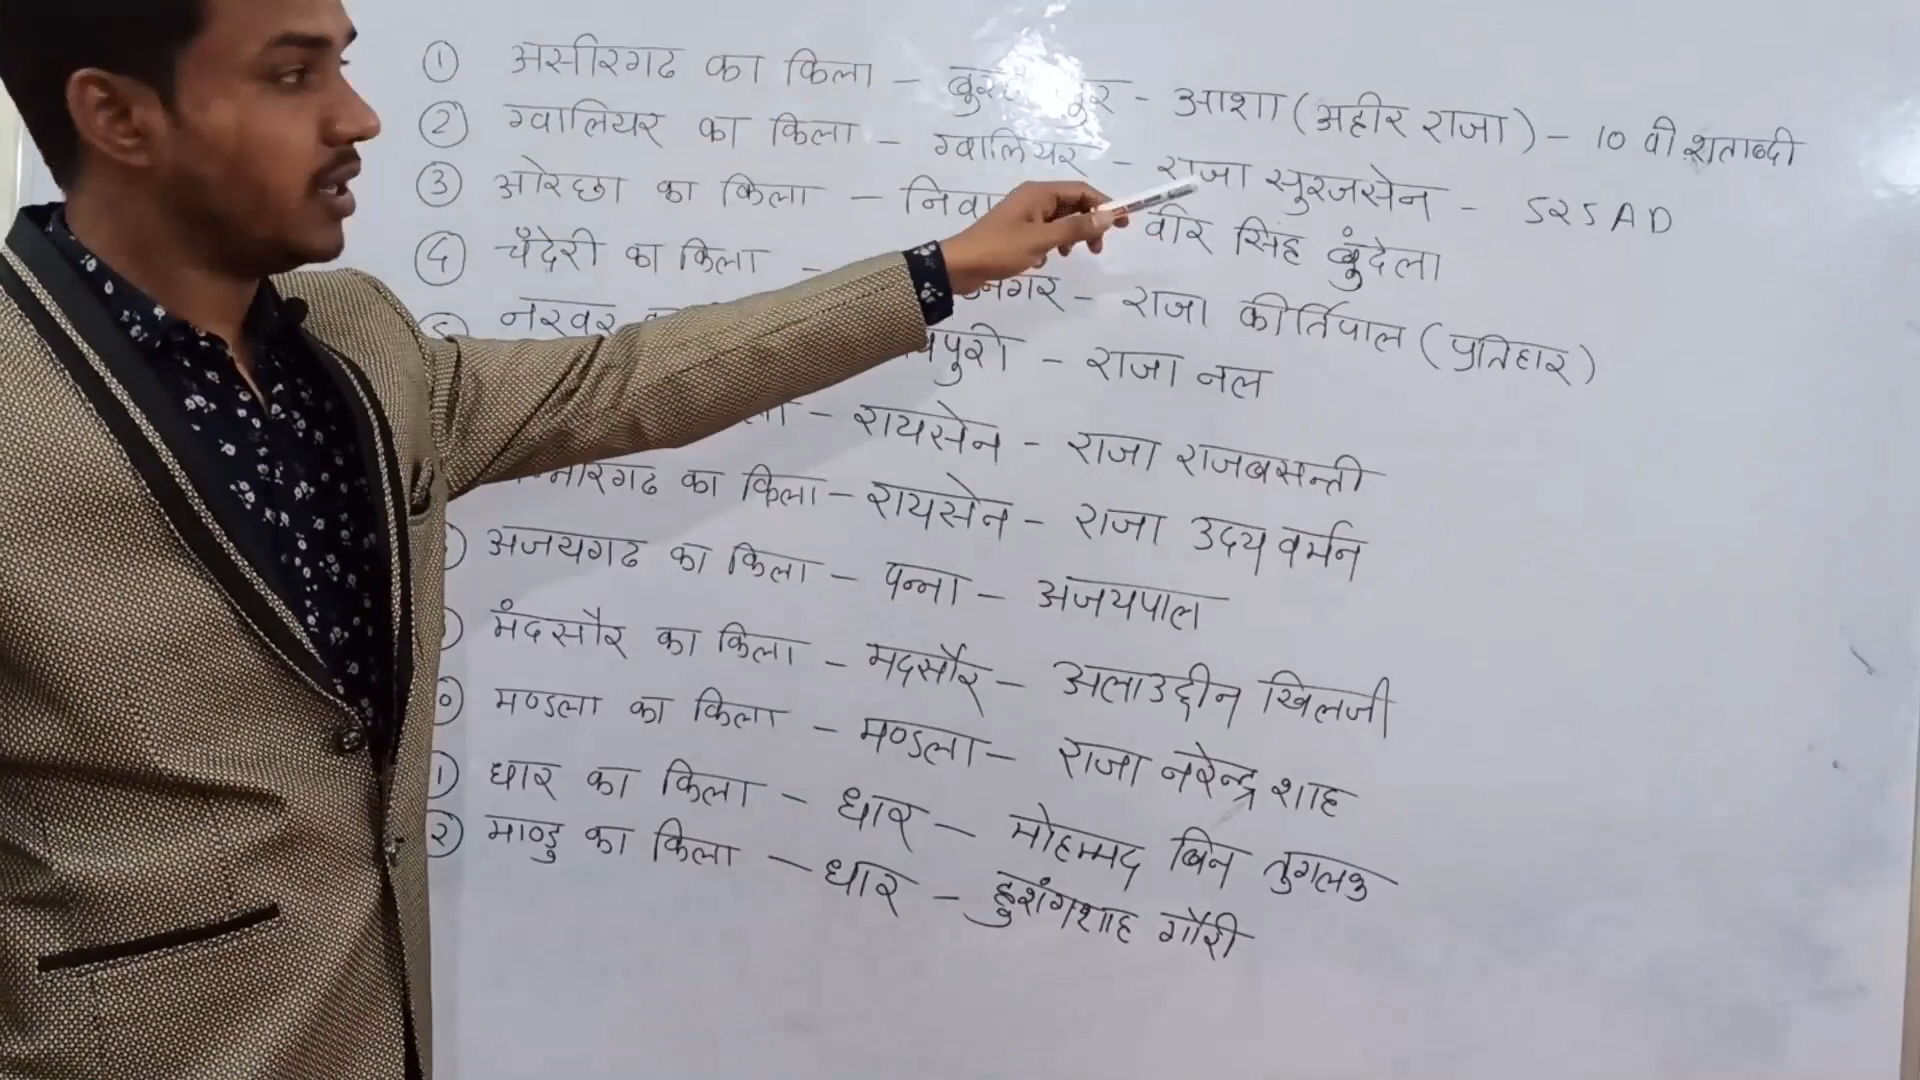 ① असीरगढ का किला - - आशा (अहीर राजा) - 10 वी शताब्दी
② ग्वालियर का किला - ग्वालियर - राजा सुरजसेन - 525 AD
③ ओरछा का किला - वीर सिंह बुंदेला
④ चँदेरी का किला - - राजा कीर्तिपाल (प्रतिहार)
नरवर - राजा नल
- रायसेन - राजा राजबसन्ती
का किला - रायसेन - राजा उदय वर्मन
अजयगढ का किला - पन्ना - अजयपाल
मंदसौर का किला - मदसौर - अलाउद्दीन खिलजी
मण्डला का किला - मण्डला - राजा नरेन्द्र शाह
धार का किला - धार - मोहम्मद बिन तुगलक
माण्डु का किला - धार - हुशंगशाह गौरी